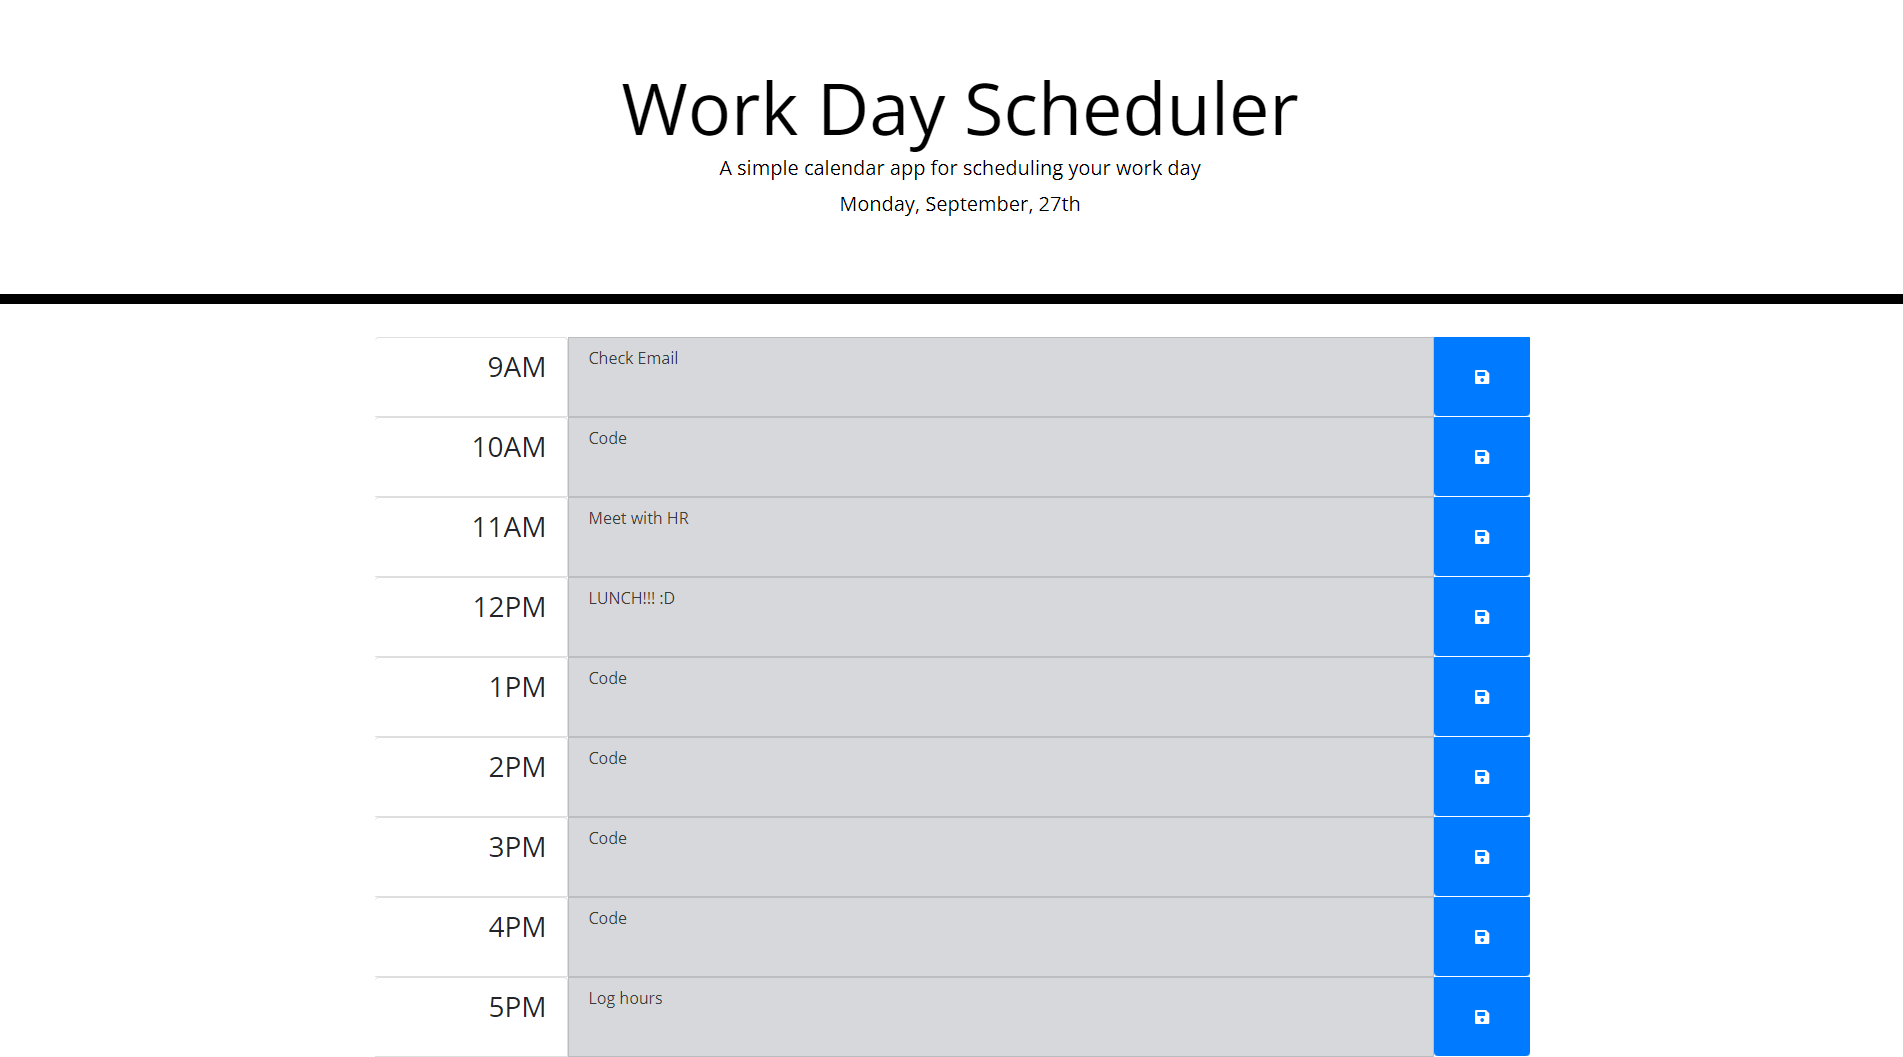 Work Day Scheduler
A simple calendar app for scheduling your work day
Monday, September, 27th
9AM Check Email
10AM Code
11AM Meet with HR
12PM LUNCH!!! :D
1PM Code
2PM Code
3PM Code
4PM Code
5PM Log hours